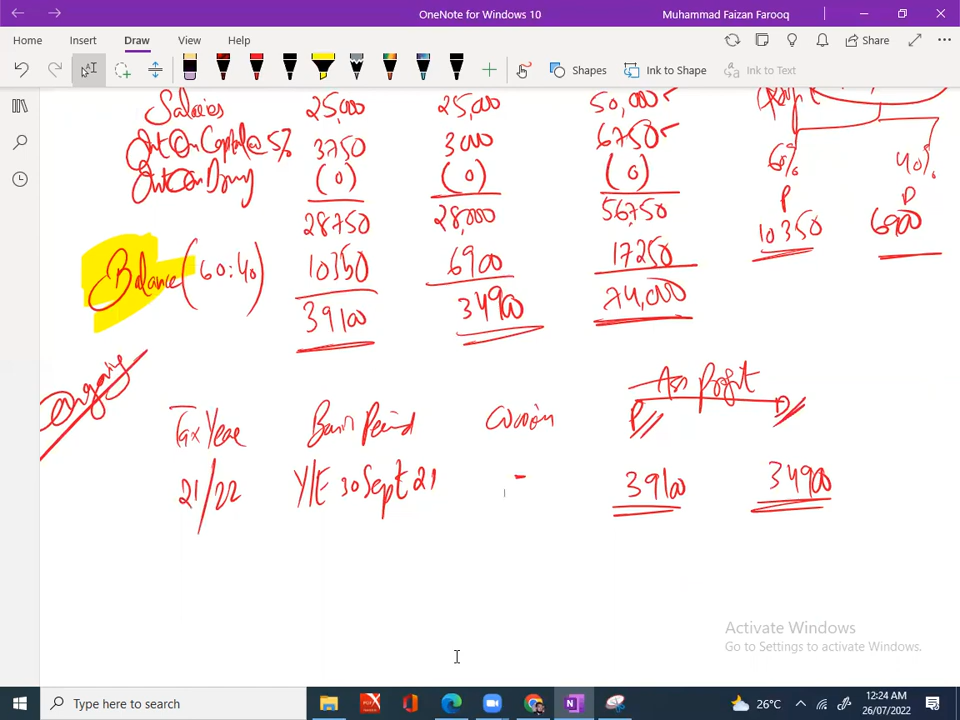 OneNote for Windows 10
Muhammad Faizan Farooq
Home Insert Draw View Help
Share
Shapes Ink to Shape Ink to Text
Salaries 25,000 25,000 50,000
Int On Capital @ 5% 3750 3000 6750
Int On Drwng (0) (0) (0)
60% 40%
28750 28,000 56750
P D
10350 6900
Balance (60:40) 10350 6900 17250
39100 34900 74,000
Ongoing
Ass Profit
Tax Year Basis Period P D
21/22 Y/E 30 Sept 21 - 39100 34900
Activate Windows
Go to Settings to activate Windows.
Type here to search
26°C
12:24 AM
26/07/2022